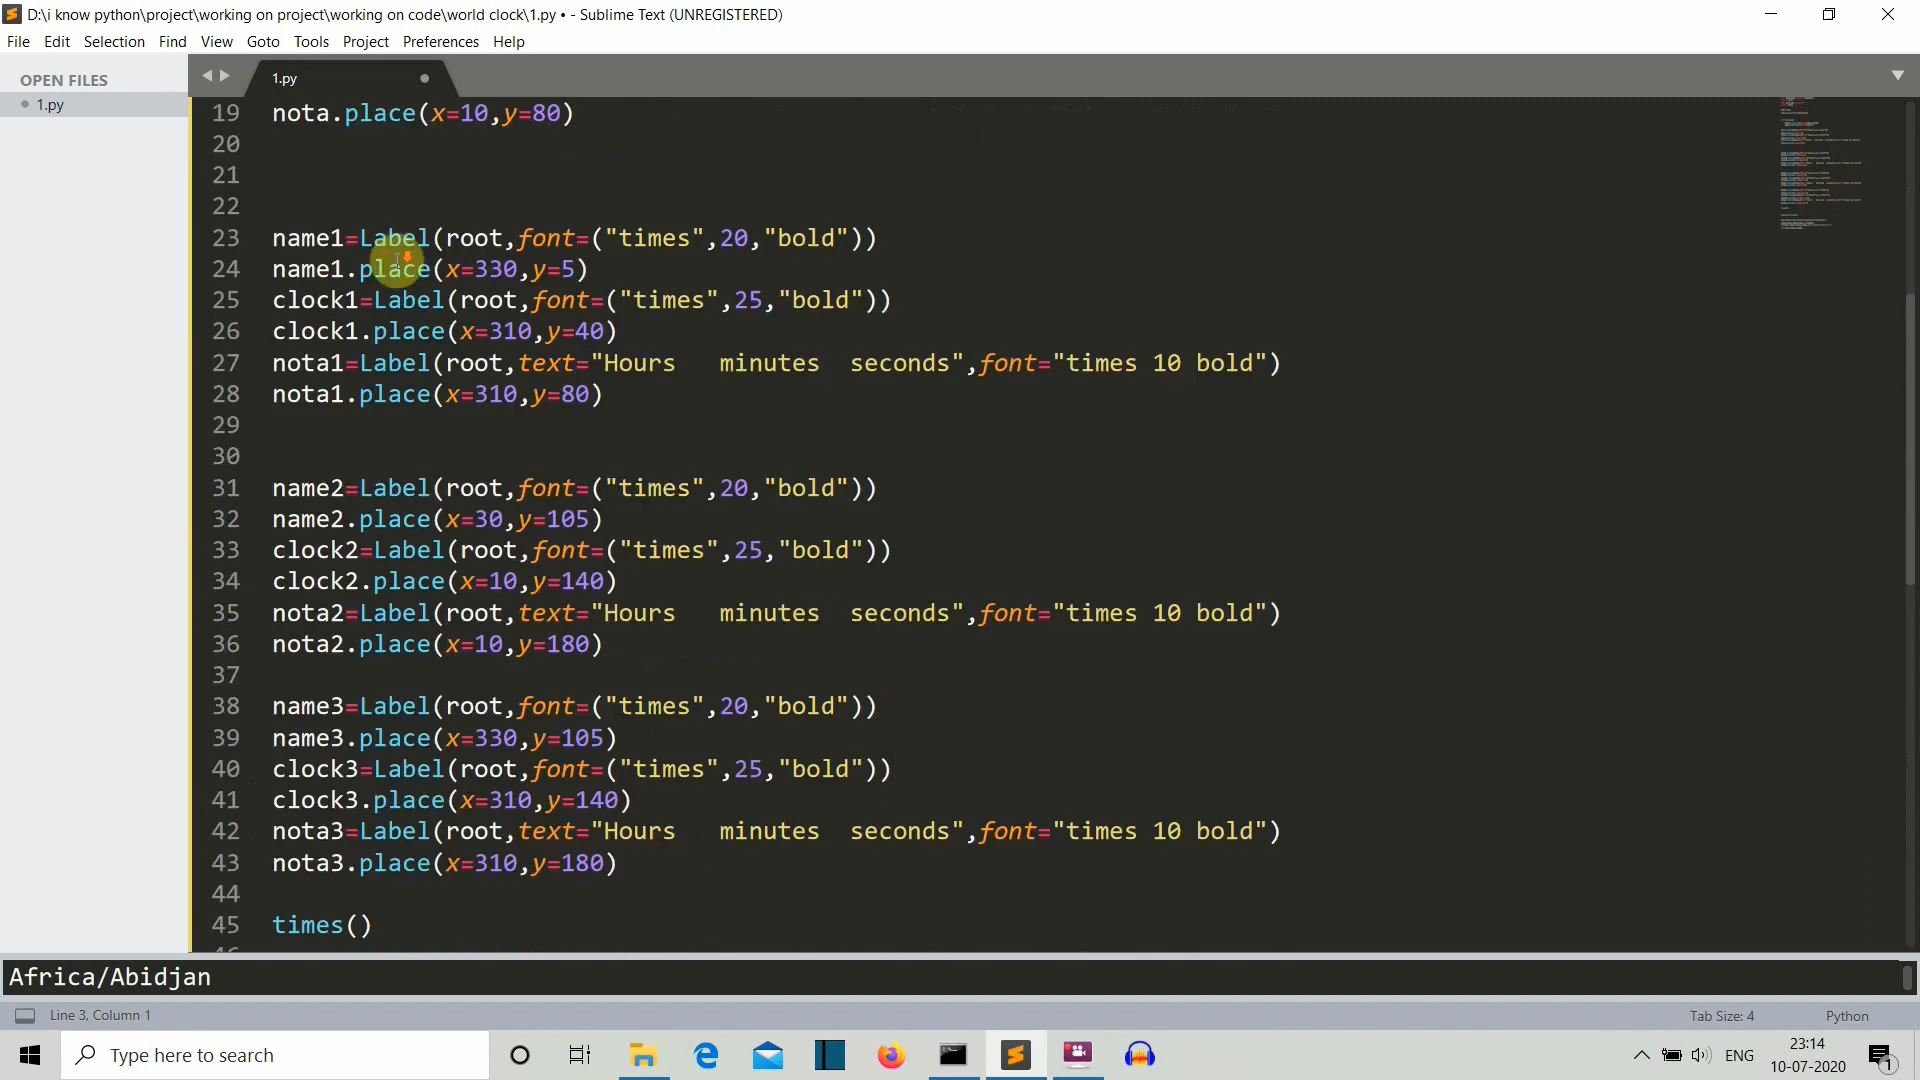 D:\i know python\project\working on project\working on code\world clock\1.py • - Sublime Text (UNREGISTERED)
File Edit Selection Find View Goto Tools Project Preferences Help
OPEN FILES
1.py
1.py
19 nota.place(x=10,y=80)
20
21
22
23 name1=Label(root,font=("times",20,"bold"))
24 name1.place(x=330,y=5)
25 clock1=Label(root,font=("times",25,"bold"))
26 clock1.place(x=310,y=40)
27 nota1=Label(root,text="Hours   minutes  seconds",font="times 10 bold")
28 nota1.place(x=310,y=80)
29
30
31 name2=Label(root,font=("times",20,"bold"))
32 name2.place(x=30,y=105)
33 clock2=Label(root,font=("times",25,"bold"))
34 clock2.place(x=10,y=140)
35 nota2=Label(root,text="Hours   minutes  seconds",font="times 10 bold")
36 nota2.place(x=10,y=180)
37
38 name3=Label(root,font=("times",20,"bold"))
39 name3.place(x=330,y=105)
40 clock3=Label(root,font=("times",25,"bold"))
41 clock3.place(x=310,y=140)
42 nota3=Label(root,text="Hours   minutes  seconds",font="times 10 bold")
43 nota3.place(x=310,y=180)
44
45 times()
Africa/Abidjan
Line 3, Column 1
Tab Size: 4 Python
Type here to search
ENG
23:14
10-07-2020
1